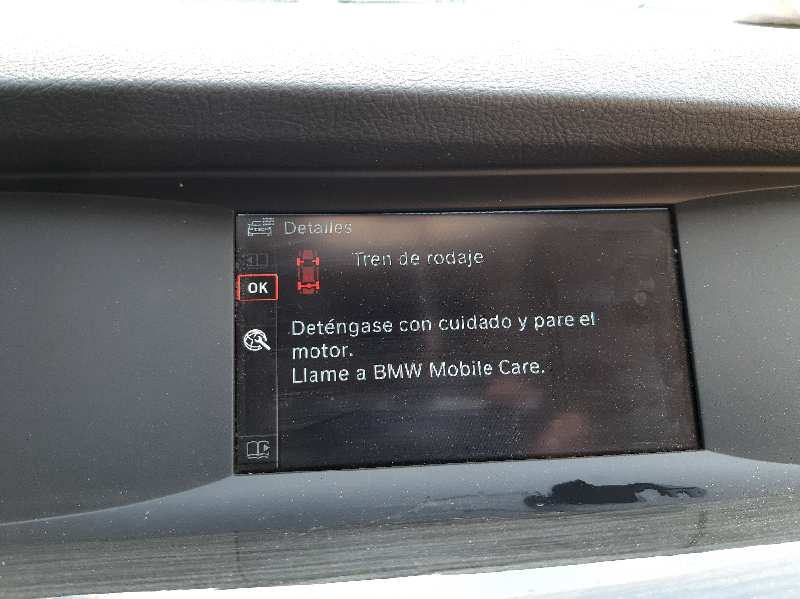 Detalles
Tren de rodaje
OK
Deténgase con cuidado y pare el
motor.
Llame a BMW Mobile Care.